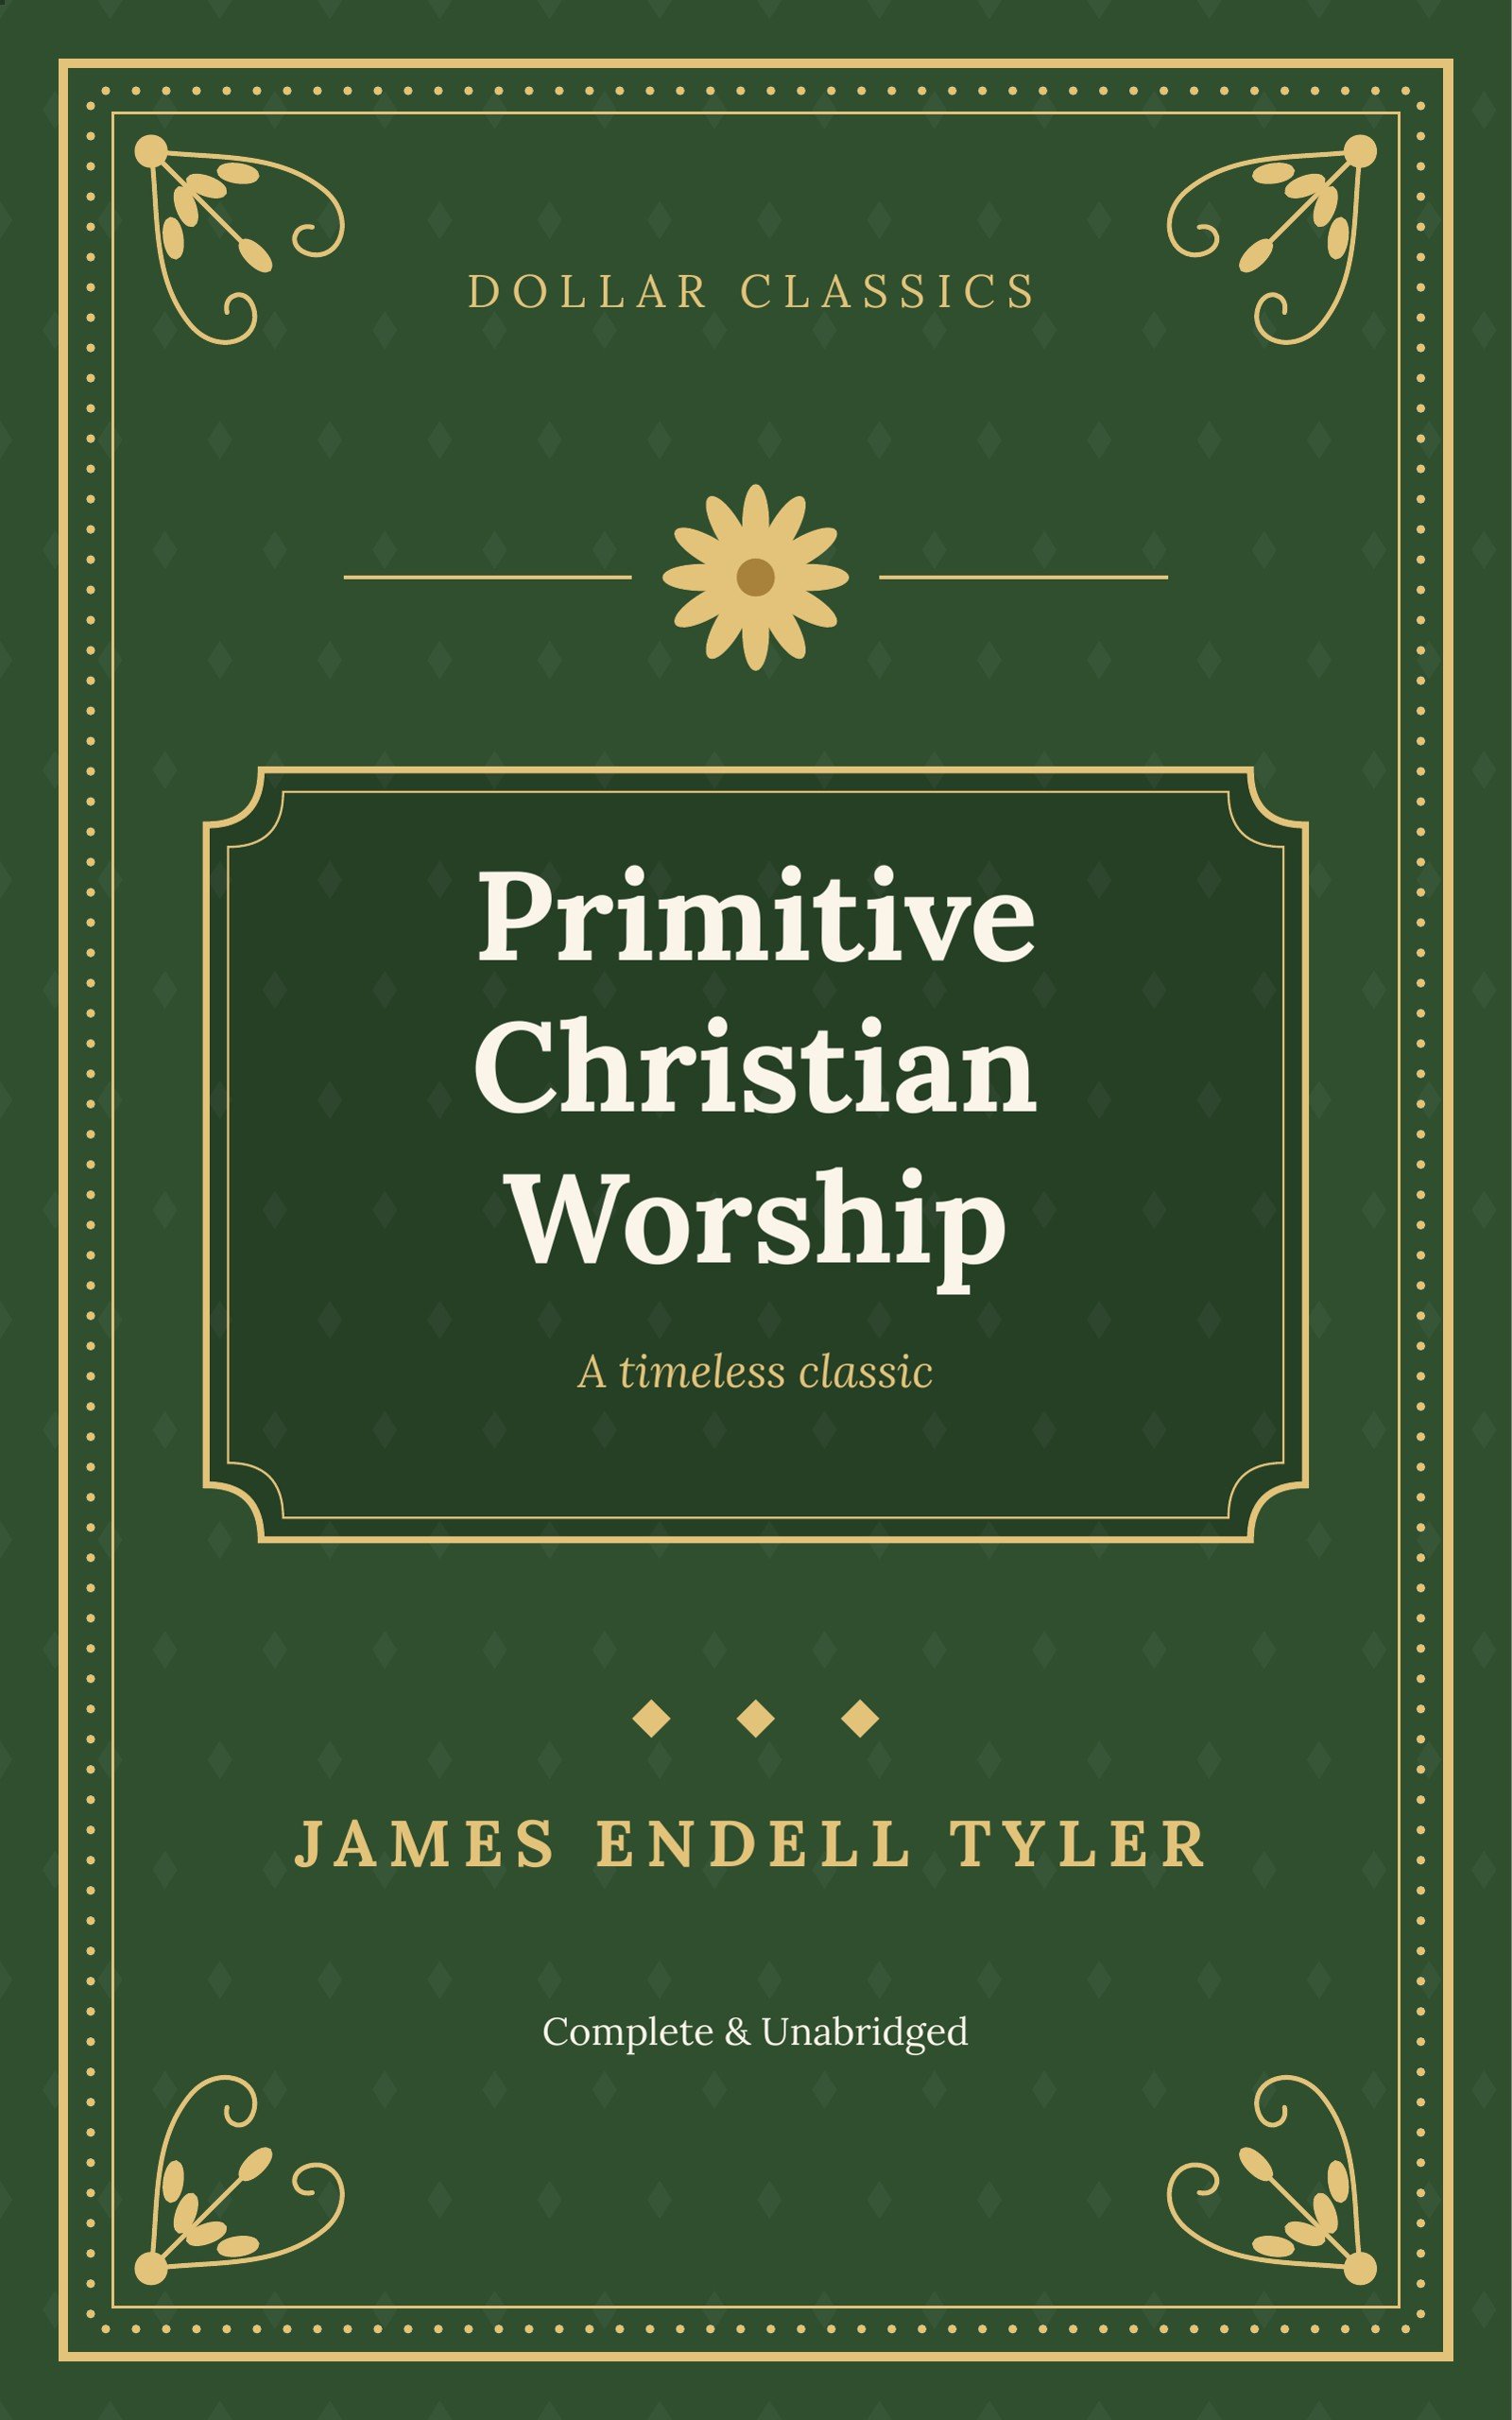 DOLLAR CLASSICS
Primitive
Christian
Worship
A timeless classic
JAMES ENDELL TYLER
Complete & Unabridged